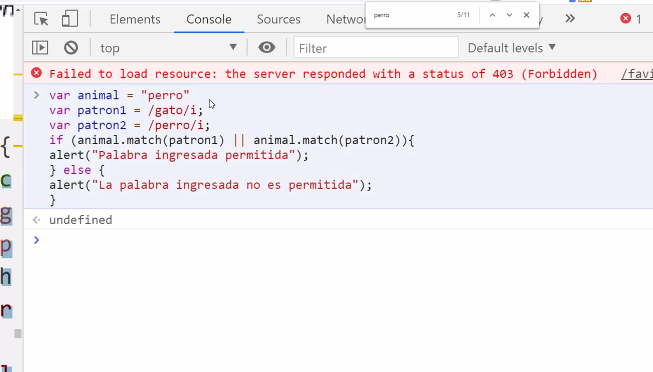 perro 5/11
Elements Console Sources
1
top Filter Default levels
Failed to load resource: the server responded with a status of 403 (Forbidden) /favi
var animal = "perro"
var patron1 = /gato/i;
var patron2 = /perro/i;
if (animal.match(patron1) || animal.match(patron2)){
alert("Palabra ingresada permitida");
} else {
alert("La palabra ingresada no es permitida");
}
undefined
{
c
g
p
h
r